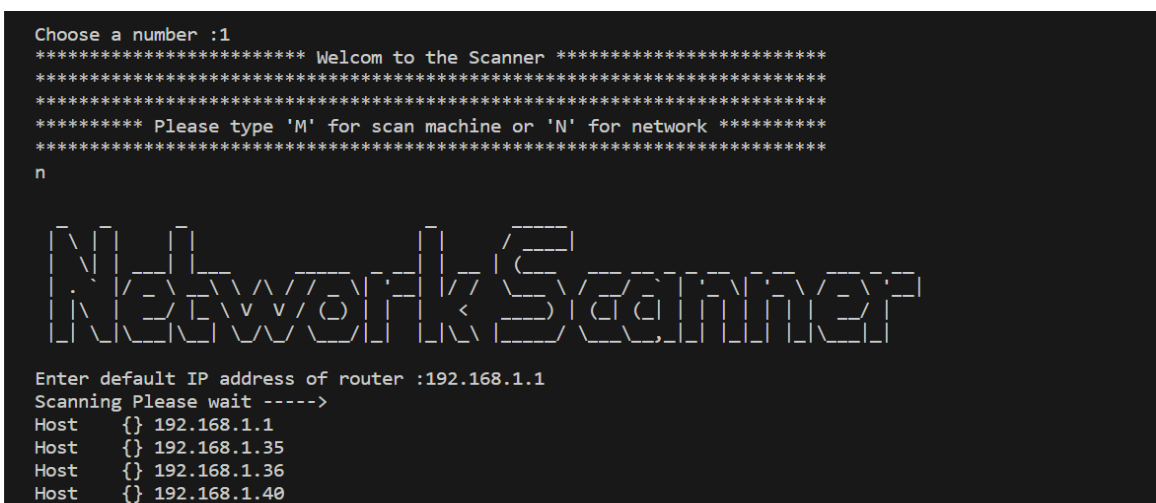 Choose a number :1
************************* Welcom to the Scanner *************************
*************************************************************************
*************************************************************************
********** Please type 'M' for scan machine or 'N' for network **********
*************************************************************************
n
Network Scanner
Enter default IP address of router :192.168.1.1
Scanning Please wait ----->
Host    {} 192.168.1.1
Host    {} 192.168.1.35
Host    {} 192.168.1.36
Host    {} 192.168.1.40